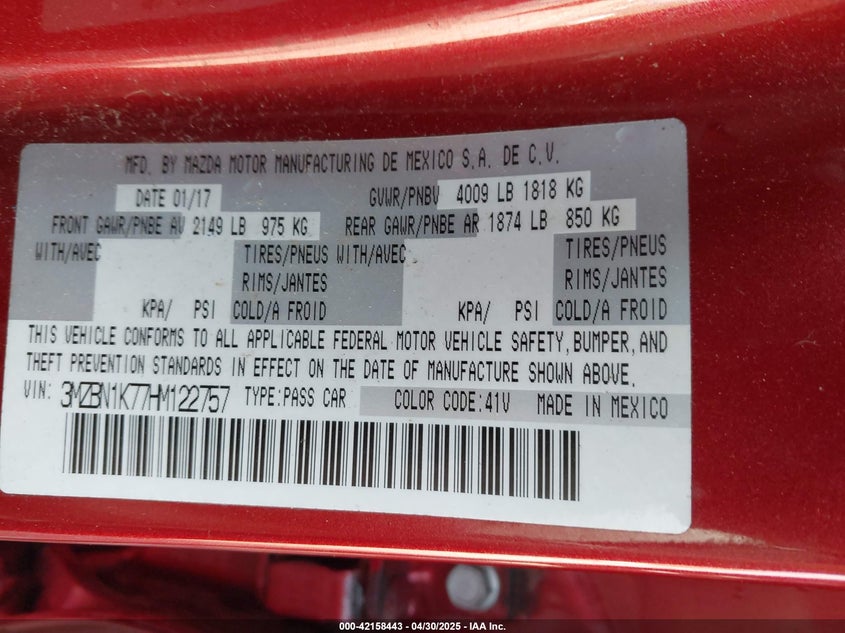 MFD. BY MAZDA MOTOR MANUFACTURING DE MEXICO S.A. DE C.V.
DATE 01/17 GVWR/PNBV 4009 LB 1818 KG
FRONT GAWR/PNBE AV 2149 LB 975 KG REAR GAWR/PNBE AR 1874 LB 850 KG
WITH/AVEC TIRES/PNEUS WITH/AVEC TIRES/PNEUS
RIMS/JANTES RIMS/JANTES
KPA/ PSI COLD/A FROID KPA/ PSI COLD/A FROID
THIS VEHICLE CONFORMS TO ALL APPLICABLE FEDERAL MOTOR VEHICLE SAFETY, BUMPER, AND
THEFT PREVENTION STANDARDS IN EFFECT ON THE DATE OF MANUFACTURE SHOWN ABOVE.
VIN: 3MZBN1K77HM122757 TYPE:PASS CAR COLOR CODE:41V MADE IN MEXICO
000-42158443 - 04/30/2025 - IAA Inc.